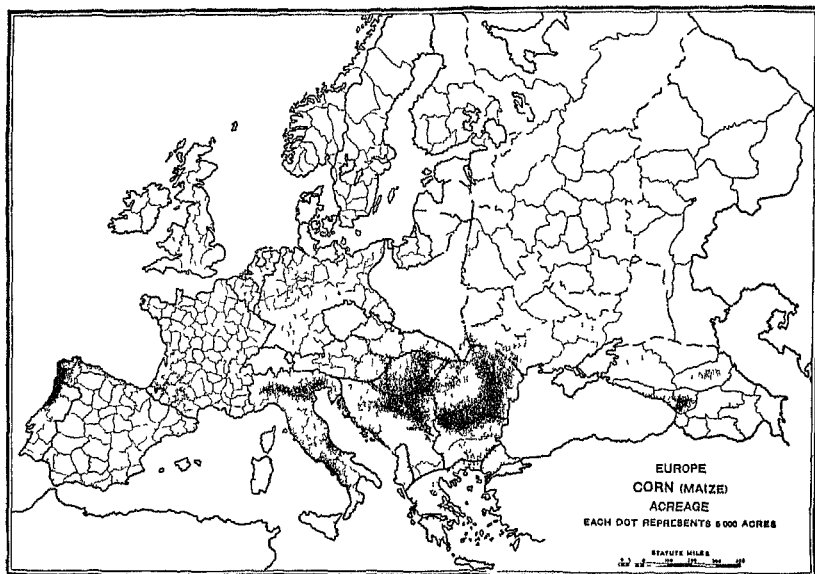 EUROPE
CORN (MAIZE)
ACREAGE
EACH DOT REPRESENTS 5 000 ACRES
STATUTE MILES